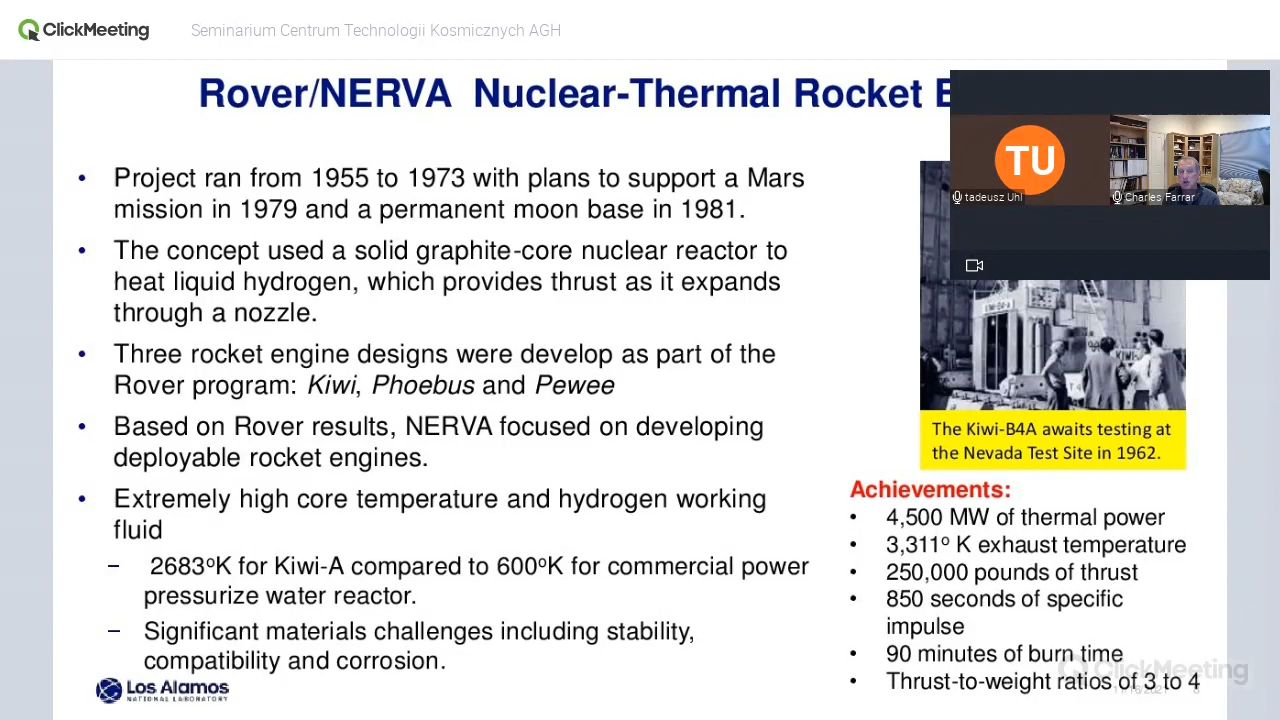 ClickMeeting
Seminarium Centrum Technologii Kosmicznych AGH
Rover/NERVA Nuclear-Thermal Rocket
• Project ran from 1955 to 1973 with plans to support a Mars
mission in 1979 and a permanent moon base in 1981.
• The concept used a solid graphite-core nuclear reactor to
heat liquid hydrogen, which provides thrust as it expands
through a nozzle.
• Three rocket engine designs were develop as part of the
Rover program: Kiwi, Phoebus and Pewee
• Based on Rover results, NERVA focused on developing
deployable rocket engines.
• Extremely high core temperature and hydrogen working
fluid
– 2683ºK for Kiwi-A compared to 600ºK for commercial power
pressurize water reactor.
– Significant materials challenges including stability,
compatibility and corrosion.
Los Alamos
NATIONAL LABORATORY
TU
tadeusz Uhl
Charles Farrar
KIWI-B4-A
KIWI
The Kiwi-B4A awaits testing at
the Nevada Test Site in 1962.
Achievements:
• 4,500 MW of thermal power
• 3,311º K exhaust temperature
• 250,000 pounds of thrust
• 850 seconds of specific
impulse
• 90 minutes of burn time
• Thrust-to-weight ratios of 3 to 4
ClickMeeting